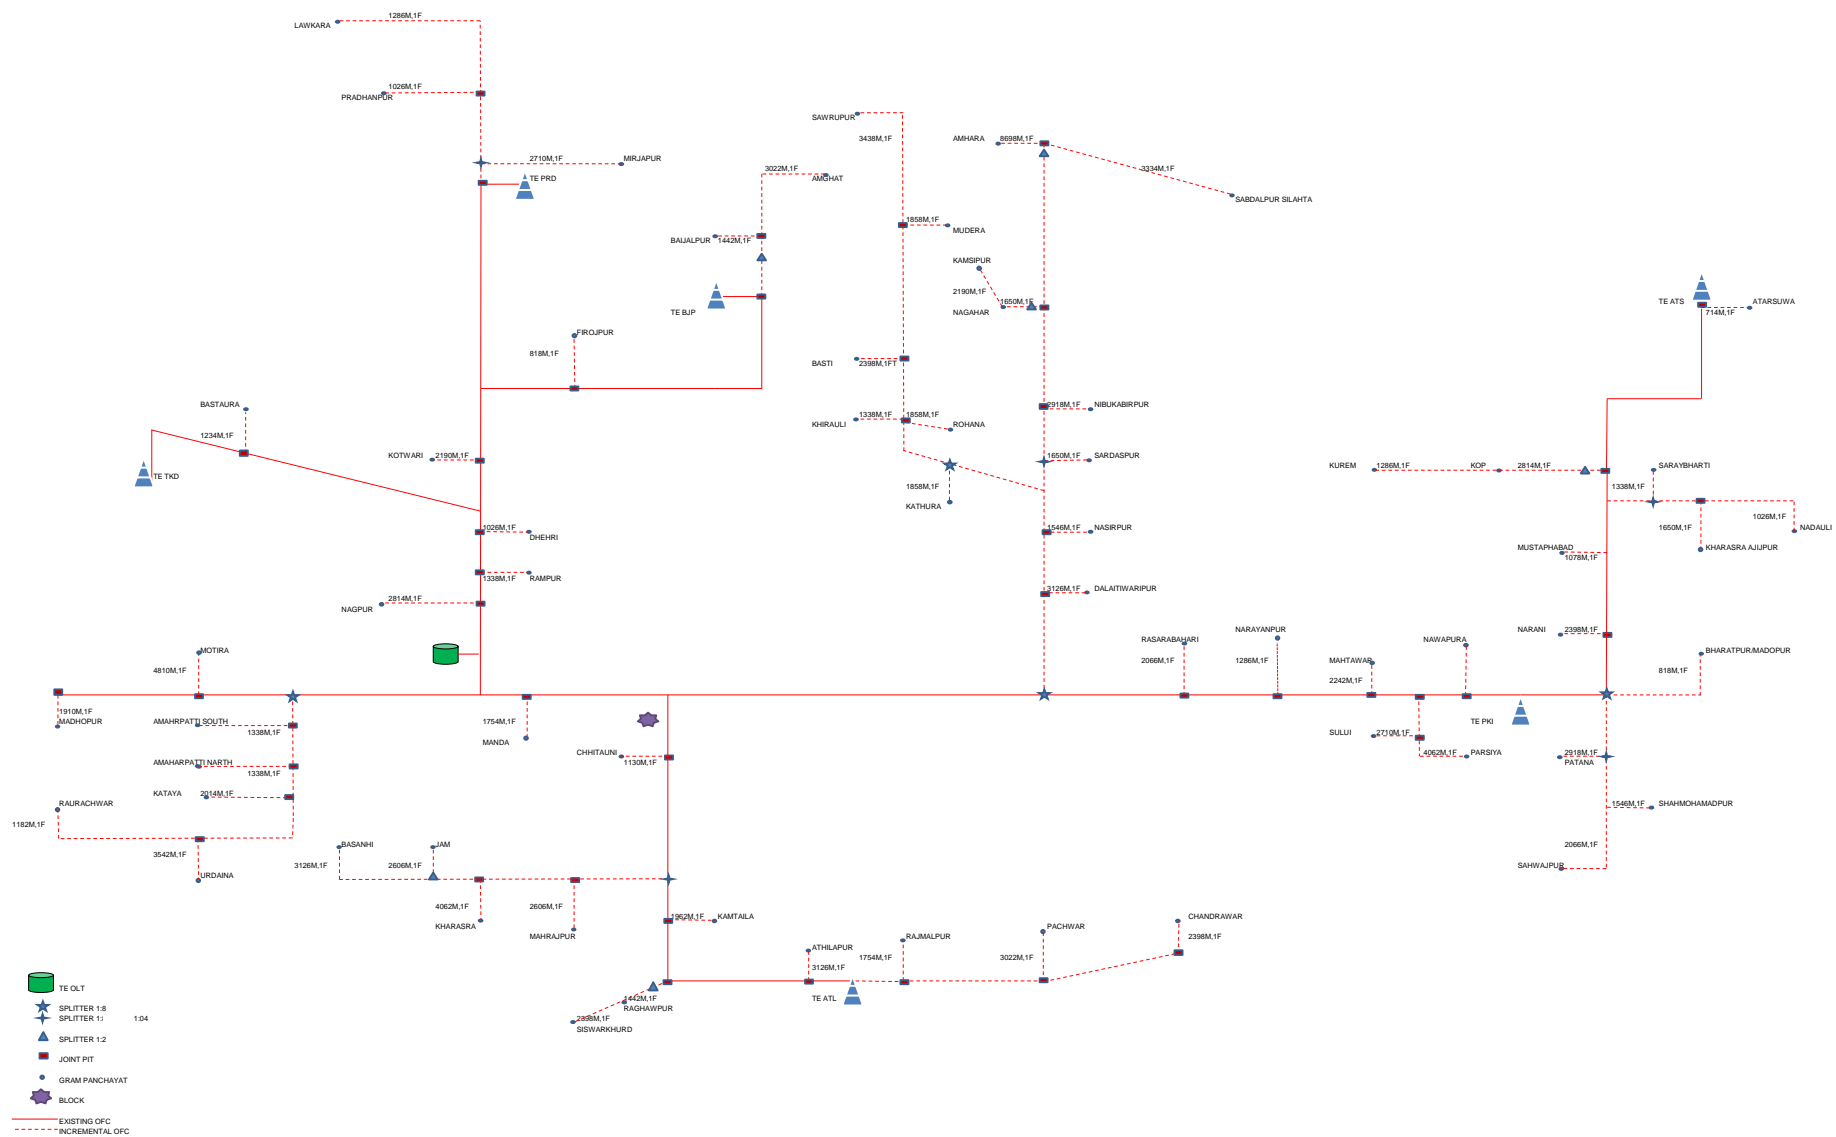 1286M,1F
LAWKARA
1026M,1F
PRADHANPUR
2710M,1F
MIRJAPUR
TE PRD
SAWRUPUR
3438M,1F
AMHARA
8698M,1F
3334M,1F
SABDALPUR SILAHTA
3022M,1F
AMGHAT
1858M,1F
MUDERA
BAIJALPUR
1442M,1F
KAMSIPUR
2190M,1F
1650M,1F
NAGAHAR
TE BJP
TE ATS
ATARSUWA
714M,1F
FIROJPUR
818M,1F
BASTI
2398M,1FT
BASTAURA
1234M,1F
2918M,1F
NIBUKABIRPUR
KHIRAULI
1338M,1F
1858M,1F
ROHANA
KOTWARI
2190M,1F
TE TKD
1650M,1F
SARDASPUR
1858M,1F
KATHURA
KUREM
1286M,1F
KOP
2814M,1F
SARAYBHARTI
1338M,1F
1650M,1F
1026M,1F
NADAULI
KHARASRA AJIJPUR
MUSTAPHABAD
1078M,1F
1026M,1F
DHEHRI
1546M,1F
NASIRPUR
1338M,1F
RAMPUR
2814M,1F
NAGPUR
3126M,1F
DALAITIWARIPUR
MOTIRA
4810M,1F
RASARABAHARI
2066M,1F
NARAYANPUR
1286M,1F
MAHTAWAR
2242M,1F
NAWAPURA
NARANI
2398M,1F
BHARATPUR/MADOPUR
818M,1F
1910M,1F
MADHOPUR
AMAHRPATTI SOUTH
1338M,1F
1754M,1F
MANDA
TE PKI
SULUI
2710M,1F
4062M,1F
PARSIYA
CHHITAUNI
1130M,1F
2918M,1F
PATANA
AMAHARPATTI NARTH
1338M,1F
KATAYA
2014M,1F
RAURACHWAR
1182M,1F
1546M,1F
SHAHMOHAMADPUR
3542M,1F
URDAINA
BASANHI
3126M,1F
JAM
2606M,1F
2066M,1F
SAHWAJPUR
4062M,1F
KHARASRA
2606M,1F
MAHRAJPUR
1962M,1F
KAMTAILA
ATHILAPUR
3126M,1F
RAJMALPUR
1754M,1F
PACHWAR
3022M,1F
CHANDRAWAR
2398M,1F
1442M,1F
RAGHAWPUR
2398M,1F
SISWARKHURD
TE ATL
TE OLT
SPLITTER 1:8
SPLITTER 1:
1:04
SPLITTER 1:2
JOINT PIT
GRAM PANCHAYAT
BLOCK
EXISTING OFC
INCREMENTAL OFC